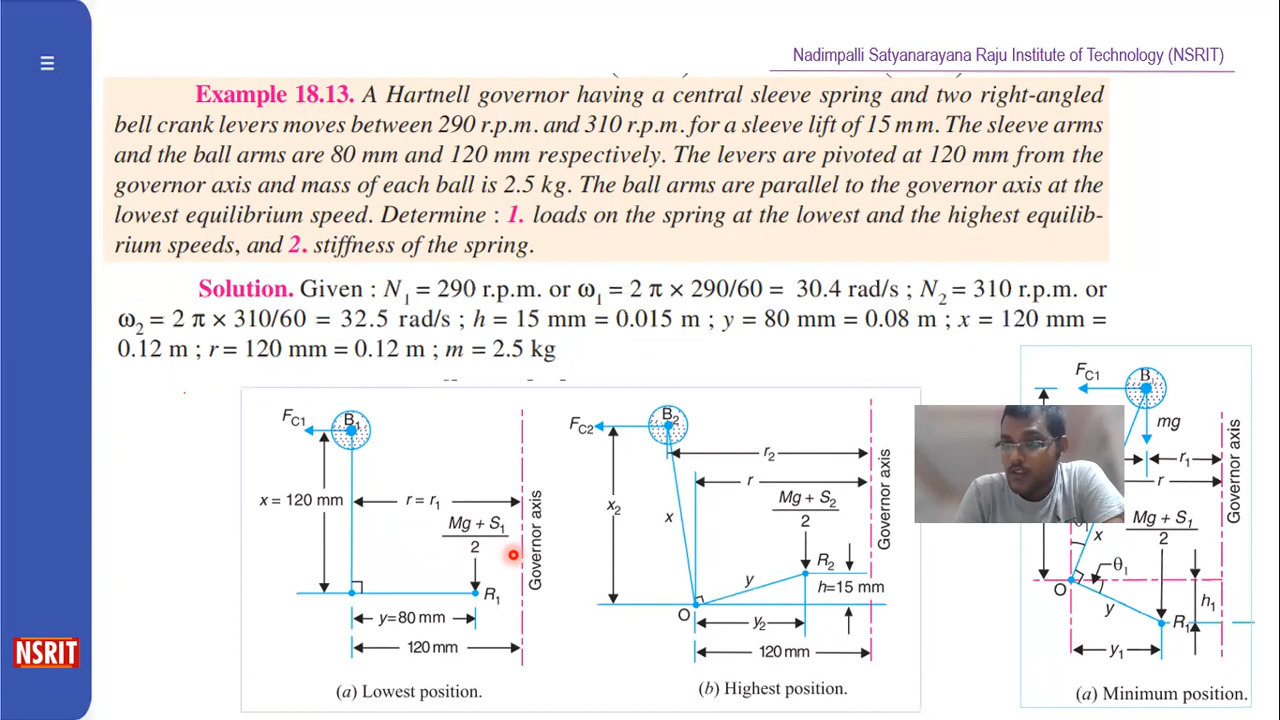 Nadimpalli Satyanarayana Raju Institute of Technology (NSRIT)
Example 18.13. A Hartnell governor having a central sleeve spring and two right-angled
bell crank levers moves between 290 r.p.m. and 310 r.p.m. for a sleeve lift of 15 mm. The sleeve arms
and the ball arms are 80 mm and 120 mm respectively. The levers are pivoted at 120 mm from the
governor axis and mass of each ball is 2.5 kg. The ball arms are parallel to the governor axis at the
lowest equilibrium speed. Determine : 1. loads on the spring at the lowest and the highest equilib-
rium speeds, and 2. stiffness of the spring.
Solution. Given : N₁ = 290 r.p.m. or ω₁ = 2 π × 290/60 = 30.4 rad/s ; N₂ = 310 r.p.m. or
ω₂ = 2 π × 310/60 = 32.5 rad/s ; h = 15 mm = 0.015 m ; y = 80 mm = 0.08 m ; x = 120 mm =
0.12 m ; r = 120 mm = 0.12 m ; m = 2.5 kg
F_C1
B₁
x = 120 mm
r = r₁
Mg + S₁
2
Governor axis
R₁
y=80 mm
120 mm
(a) Lowest position.
F_C2
B₂
r₂
r
x₂
x
Mg + S₂
2
Governor axis
R₂
y
h=15 mm
O
y₂
120 mm
(b) Highest position.
F_C1
B
mg
r₁
r
Governor axis
x
Mg + S₁
2
θ₁
O
y
h₁
R₁
y₁
(a) Minimum position.
NSRIT